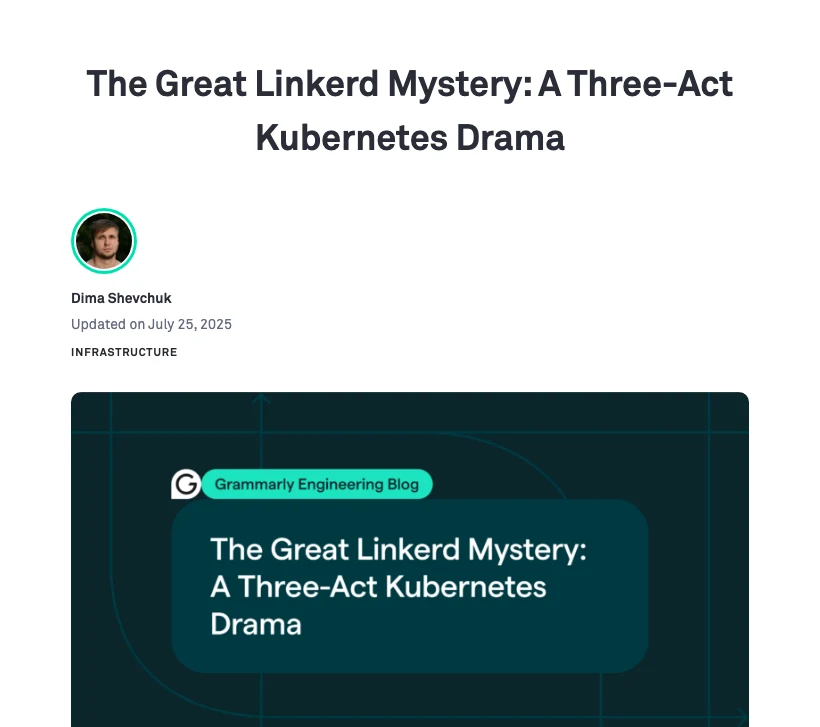 The Great Linkerd Mystery: A Three-Act
Kubernetes Drama
Dima Shevchuk
Updated on July 25, 2025
INFRASTRUCTURE
G Grammarly Engineering Blog
The Great Linkerd Mystery:
A Three-Act Kubernetes
Drama